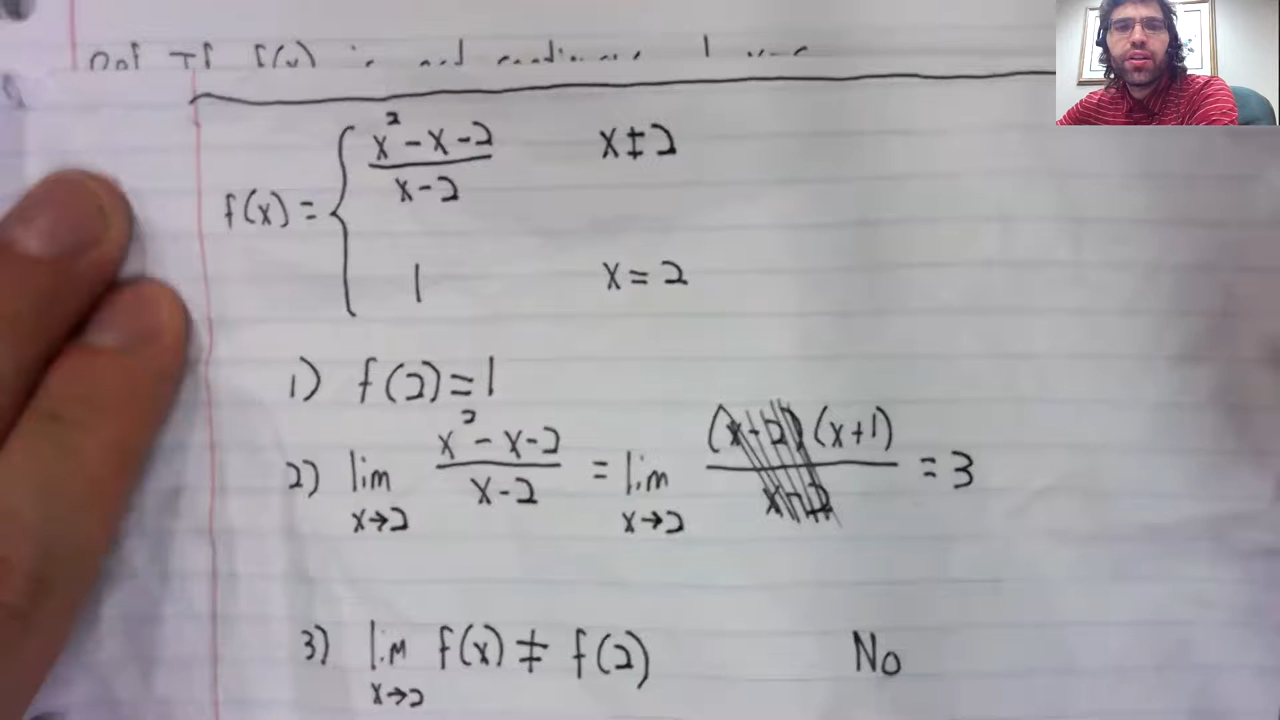 f(x) = { x² - x - 2 / x - 2    x ≠ 2
1    x = 2
1) f(2) = 1
2) lim x→2 x² - x - 2 / x - 2 = lim x→2 (x - 2)(x + 1) / x - 2 = 3
3) lim x→2 f(x) ≠ f(2)    No